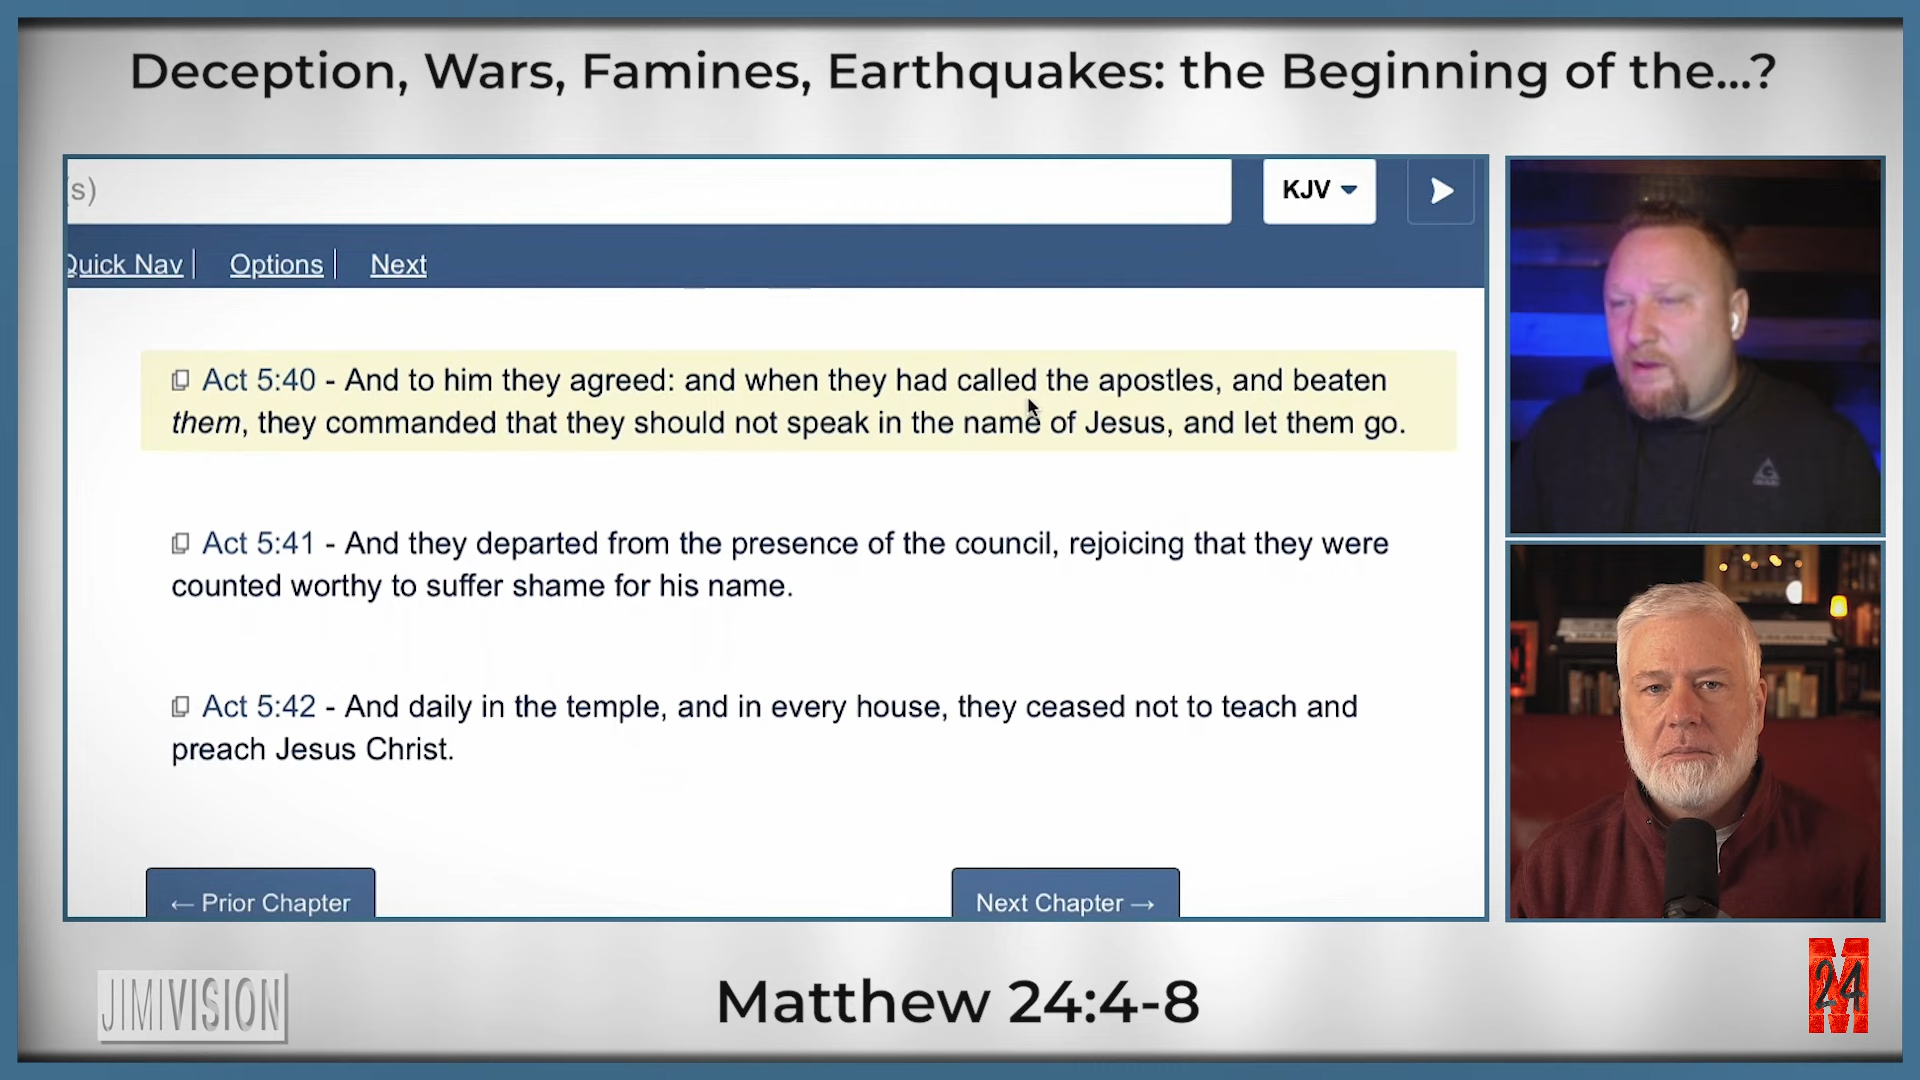 Deception, Wars, Famines, Earthquakes: the Beginning of the...?
(s)
KJV
Quick Nav | Options | Next
Act 5:40 - And to him they agreed: and when they had called the apostles, and beaten
them, they commanded that they should not speak in the name of Jesus, and let them go.
Act 5:41 - And they departed from the presence of the council, rejoicing that they were
counted worthy to suffer shame for his name.
Act 5:42 - And daily in the temple, and in every house, they ceased not to teach and
preach Jesus Christ.
← Prior Chapter
Next Chapter →
JIMIVISION
Matthew 24:4-8
M
24